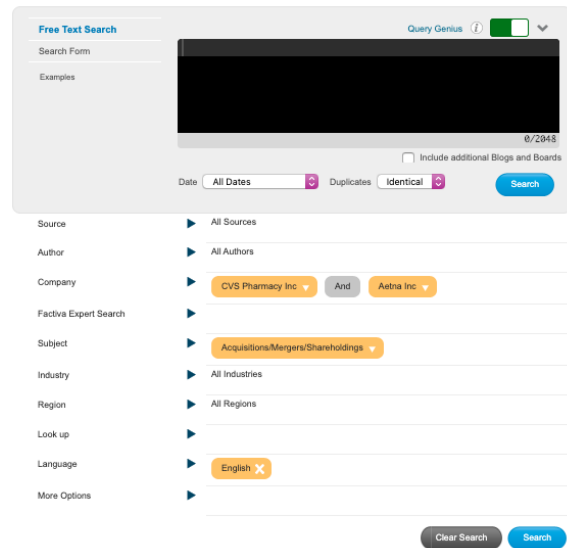 Free Text Search
Query Genius i
Search Form
Examples
0/2048
Include additional Blogs and Boards
Date All Dates Duplicates Identical Search
Source All Sources
Author All Authors
Company CVS Pharmacy Inc And Aetna Inc
Factiva Expert Search
Subject Acquisitions/Mergers/Shareholdings
Industry All Industries
Region All Regions
Look up
Language English X
More Options
Clear Search Search